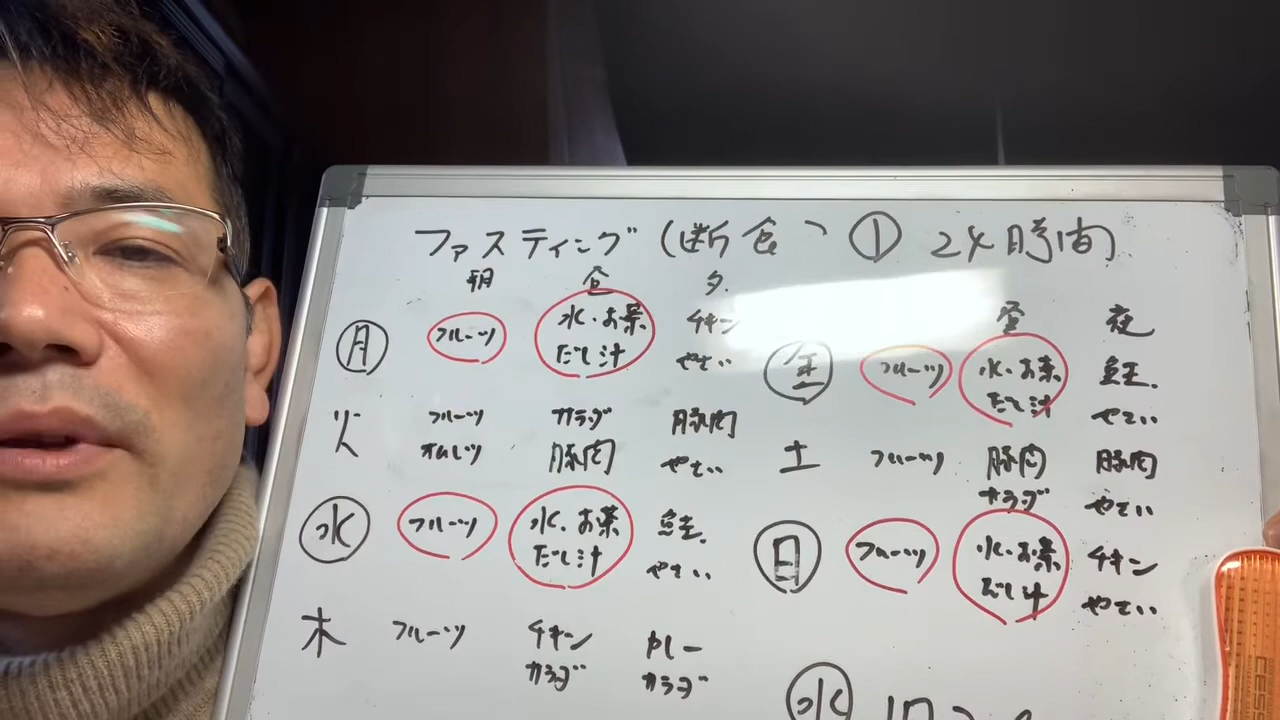 ファスティング (断食) ① 24時間
朝 昼 夕
月 フルーツ 水・お茶 チキン
だし汁 やさい
火 フルーツ サラダ 豚肉
オムレツ 豚肉 やさい
水 フルーツ 水・お茶 鮭
だし汁 やさい
木 フルーツ チキン カレー
サラダ サラダ
昼 夜
金 フルーツ 水・お茶 鮭
だし汁 やさい
土 フルーツ 豚肉 豚肉
サラダ やさい
日 フルーツ 水・お茶 チキン
だし汁 やさい
水